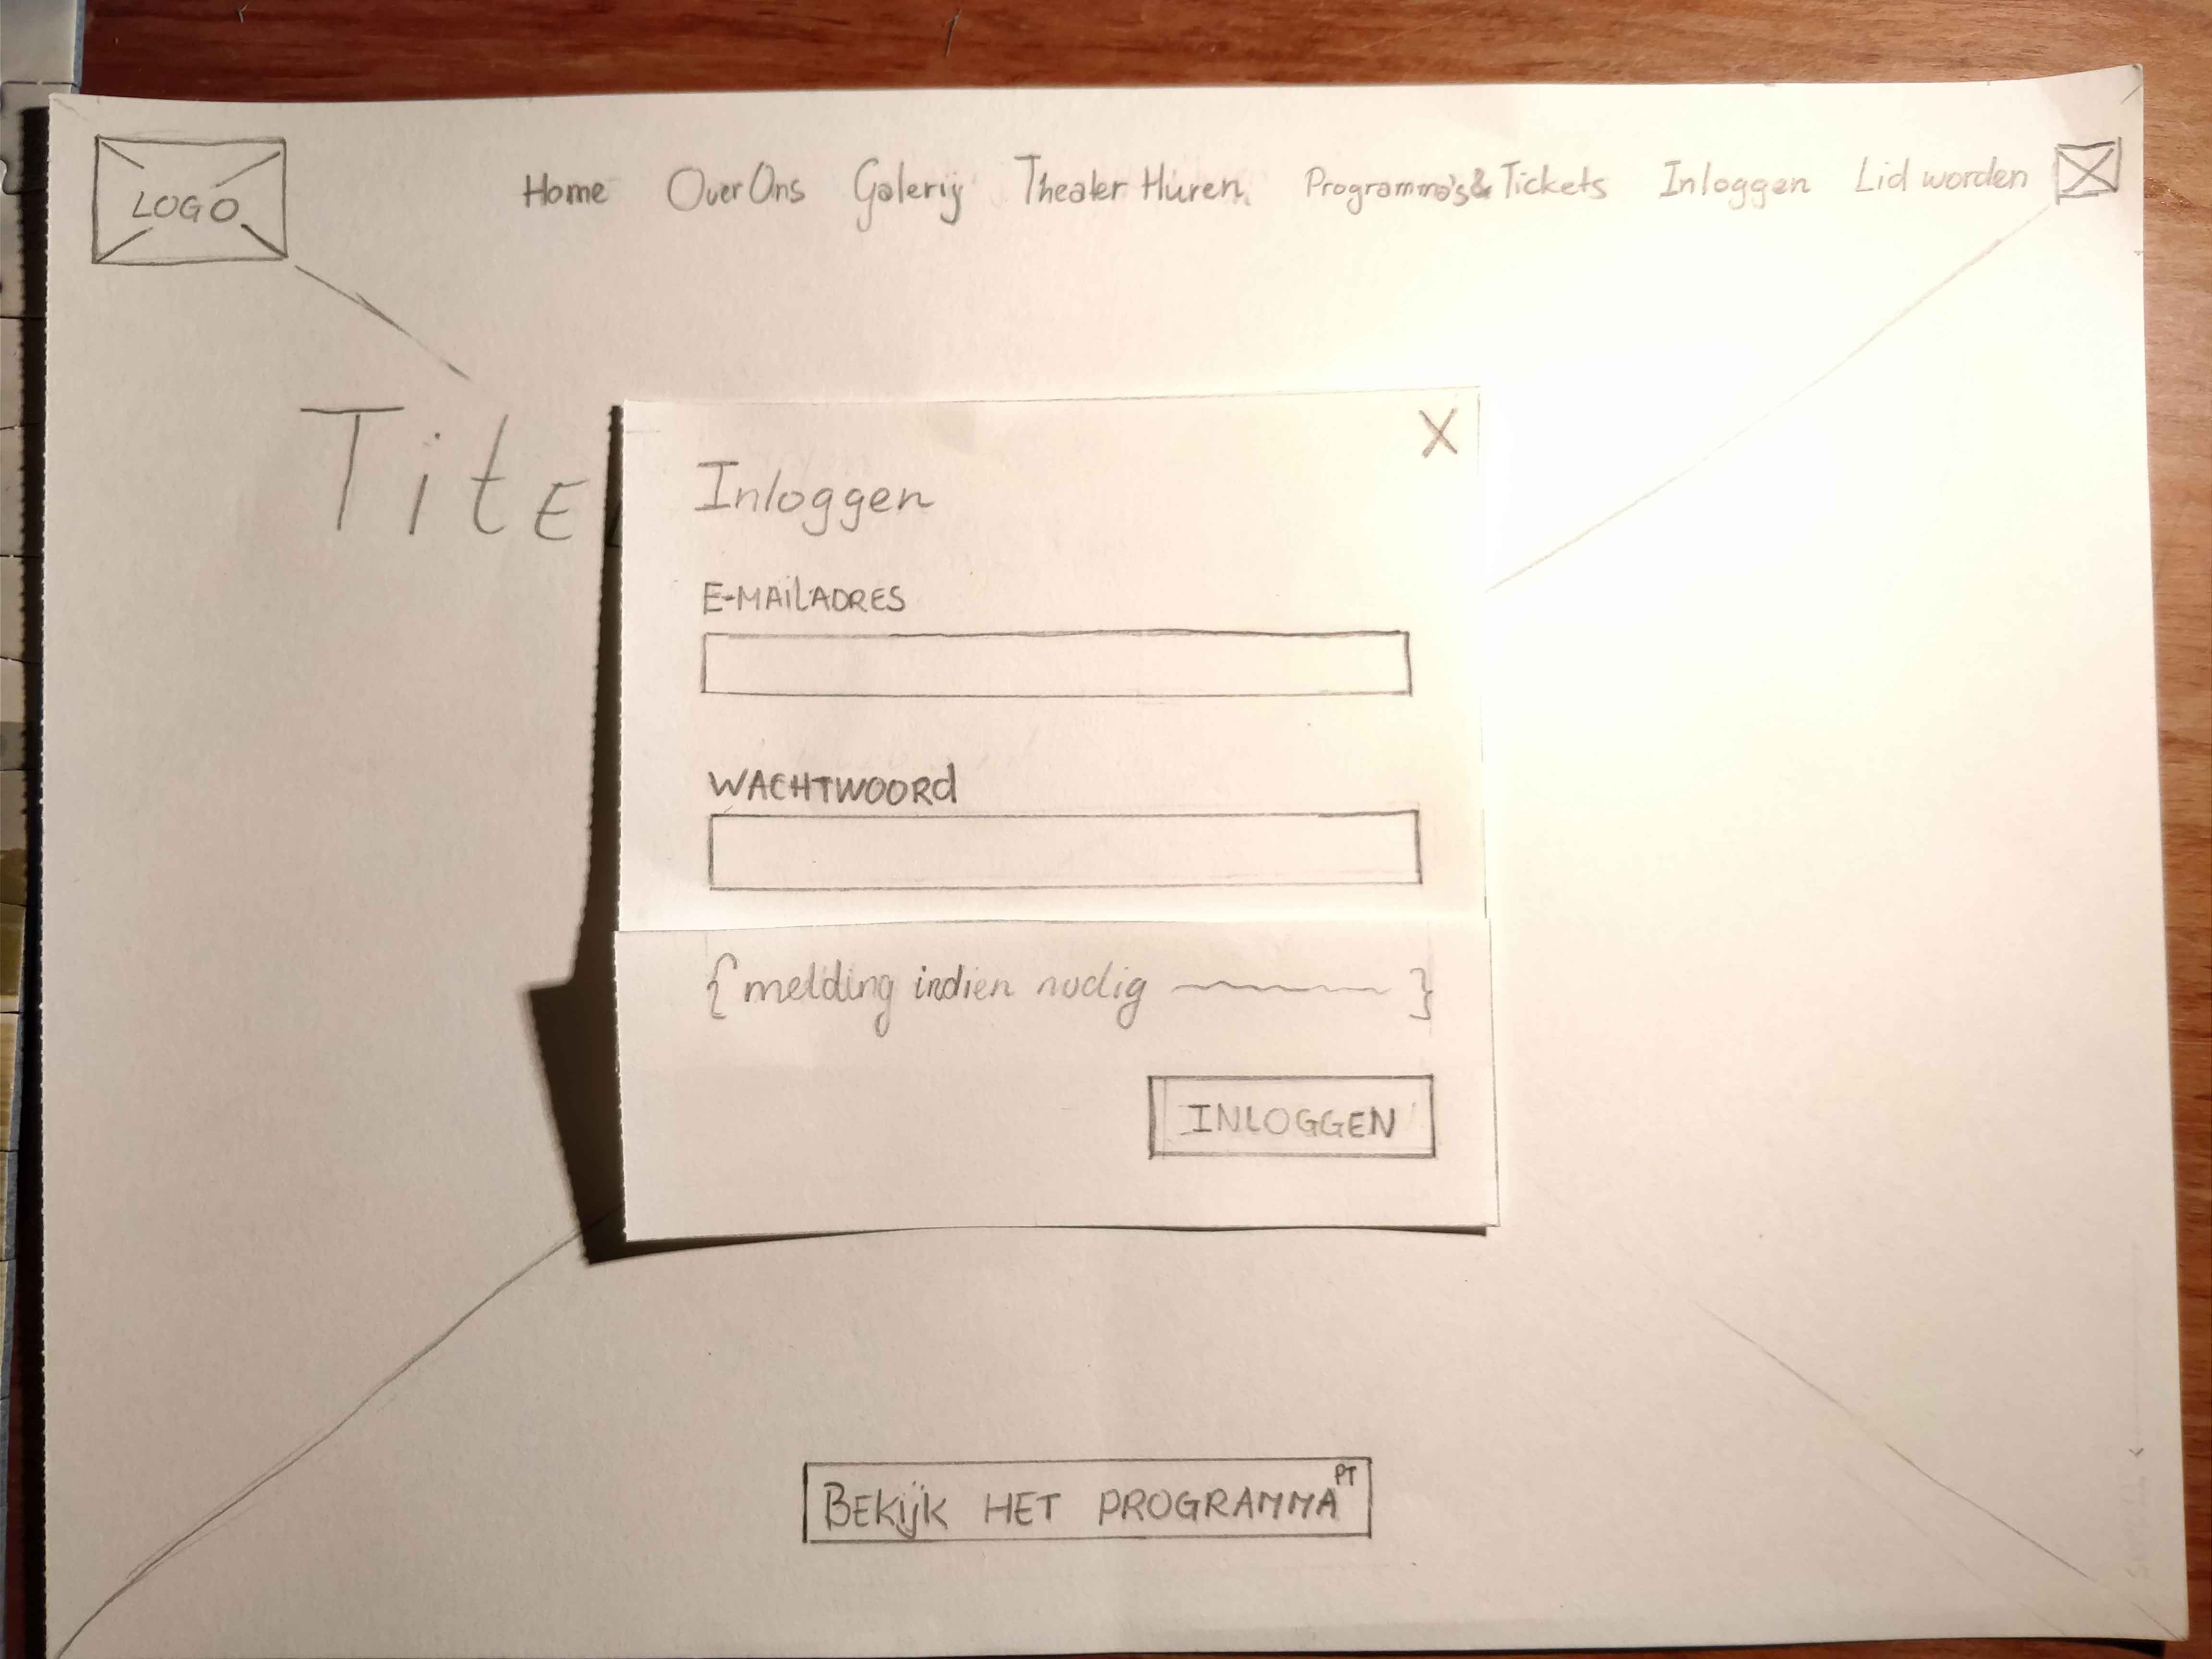 LOGO
Home Over Ons Galerij Theater Huren Programma's & Tickets Inloggen Lid worden
TitE
X
Inloggen
E-MAILADRES
WACHTWOORD
{ melding indien nodig }
INLOGGEN
BEKIJK HET PROGRAMMA PT